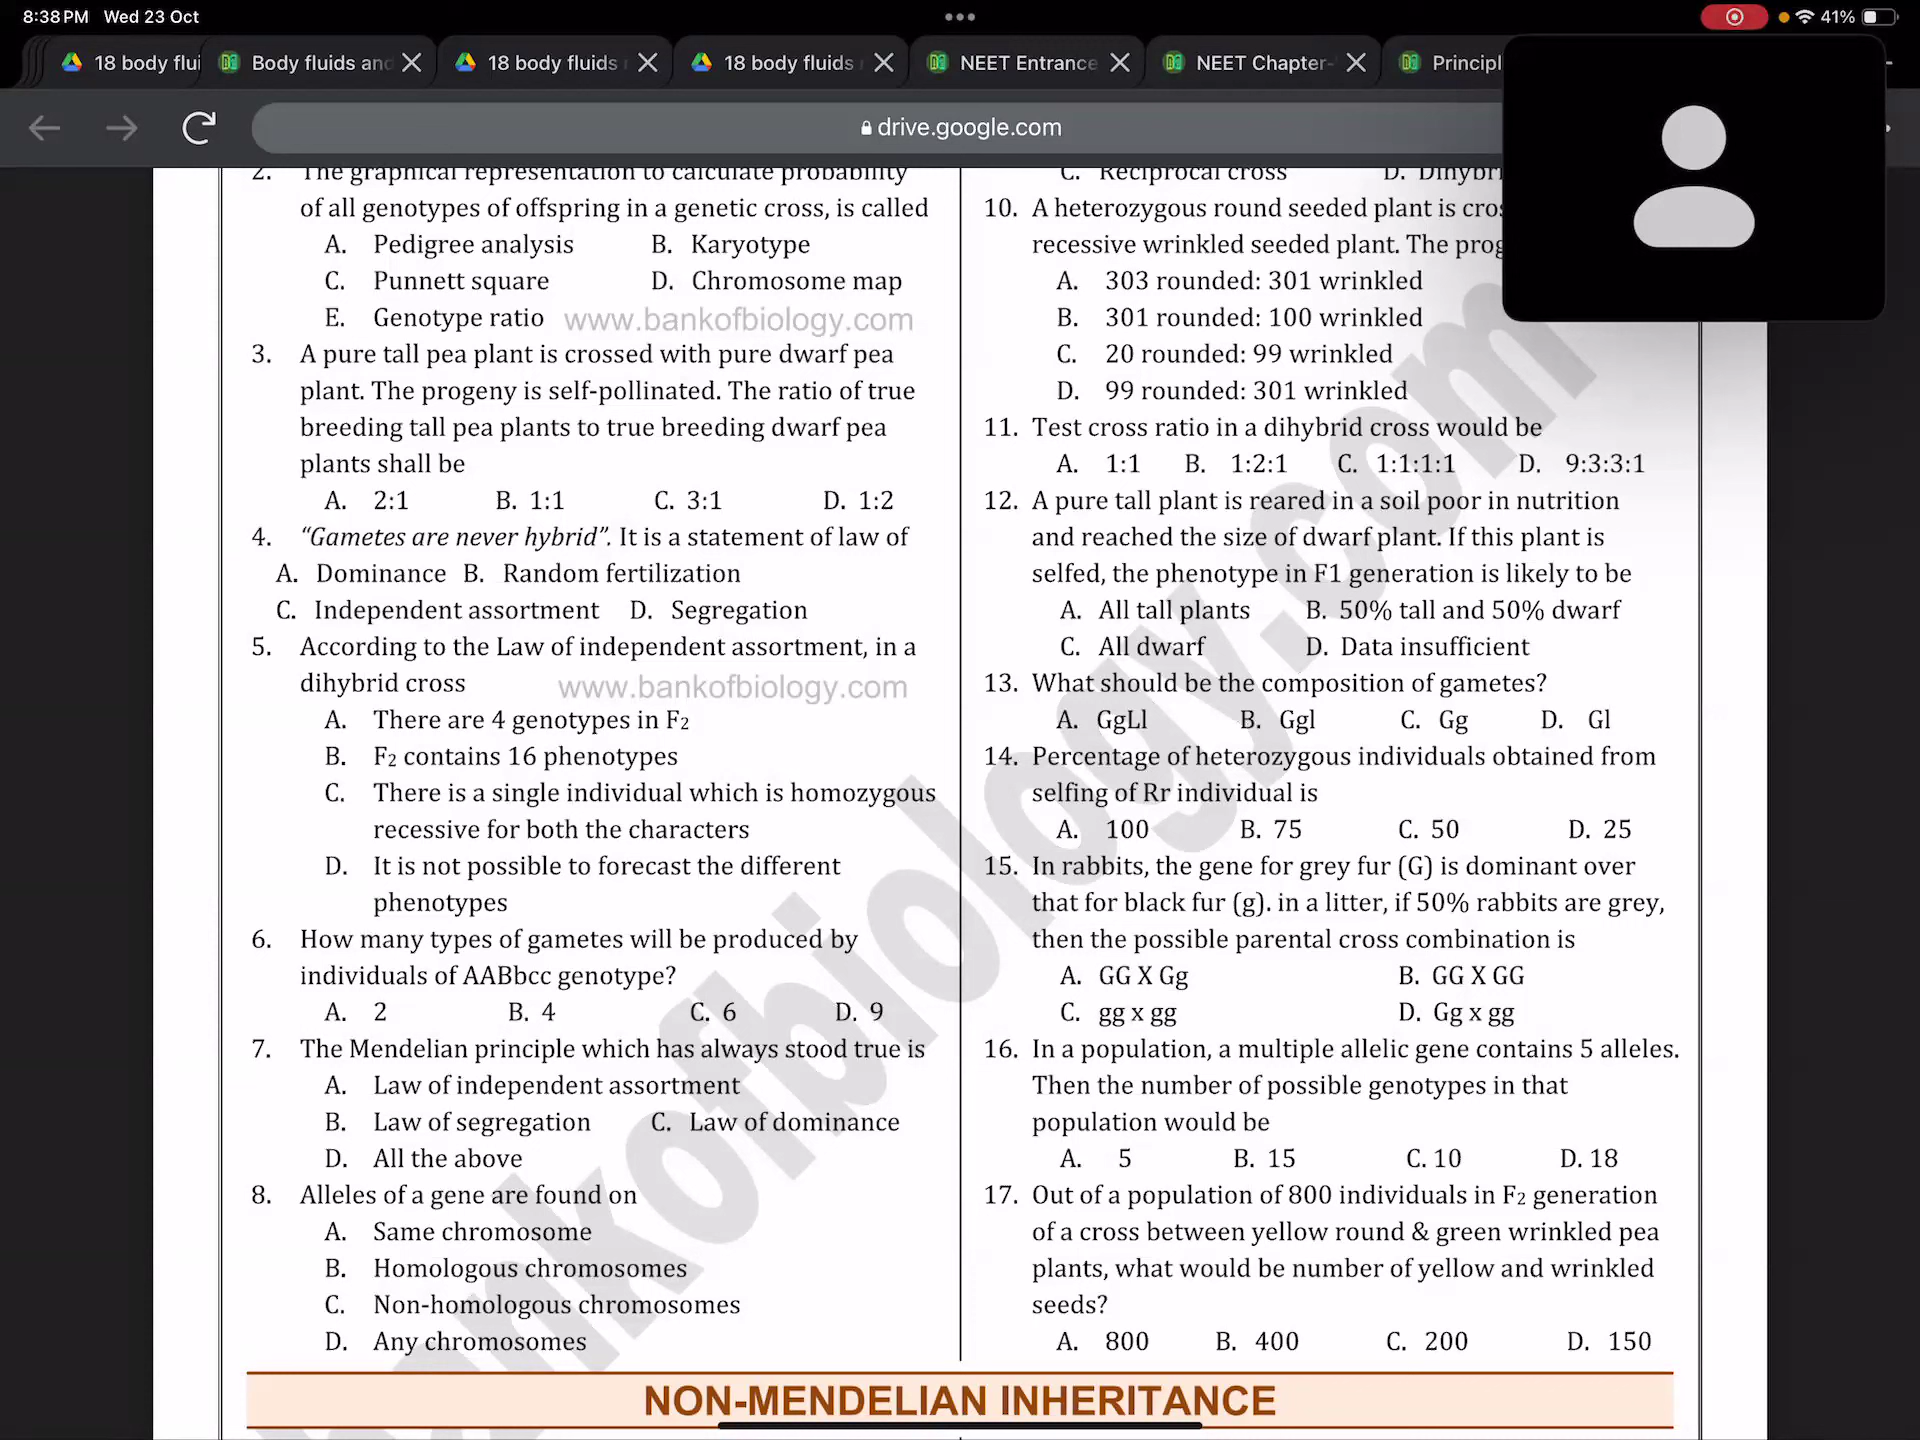 8:38 PM Wed 23 Oct
41%
18 body flui
Body fluids and
18 body fluids
18 body fluids
NEET Entrance
NEET Chapter-
Principl
drive.google.com
2. The graphical representation to calculate probability
of all genotypes of offspring in a genetic cross, is called
A. Pedigree analysis B. Karyotype
C. Punnett square D. Chromosome map
E. Genotype ratio www.bankofbiology.com
3. A pure tall pea plant is crossed with pure dwarf pea
plant. The progeny is self-pollinated. The ratio of true
breeding tall pea plants to true breeding dwarf pea
plants shall be
A. 2:1 B. 1:1 C. 3:1 D. 1:2
4. “Gametes are never hybrid”. It is a statement of law of
A. Dominance B. Random fertilization
C. Independent assortment D. Segregation
5. According to the Law of independent assortment, in a
dihybrid cross www.bankofbiology.com
A. There are 4 genotypes in F2
B. F2 contains 16 phenotypes
C. There is a single individual which is homozygous
recessive for both the characters
D. It is not possible to forecast the different
phenotypes
6. How many types of gametes will be produced by
individuals of AABbcc genotype?
A. 2 B. 4 C. 6 D. 9
7. The Mendelian principle which has always stood true is
A. Law of independent assortment
B. Law of segregation C. Law of dominance
D. All the above
8. Alleles of a gene are found on
A. Same chromosome
B. Homologous chromosomes
C. Non-homologous chromosomes
D. Any chromosomes
C. Reciprocal cross D. Dihybri
10. A heterozygous round seeded plant is cros
recessive wrinkled seeded plant. The prog
A. 303 rounded: 301 wrinkled
B. 301 rounded: 100 wrinkled
C. 20 rounded: 99 wrinkled
D. 99 rounded: 301 wrinkled
11. Test cross ratio in a dihybrid cross would be
A. 1:1 B. 1:2:1 C. 1:1:1:1 D. 9:3:3:1
12. A pure tall plant is reared in a soil poor in nutrition
and reached the size of dwarf plant. If this plant is
selfed, the phenotype in F1 generation is likely to be
A. All tall plants B. 50% tall and 50% dwarf
C. All dwarf D. Data insufficient
13. What should be the composition of gametes?
A. GgLl B. Ggl C. Gg D. Gl
14. Percentage of heterozygous individuals obtained from
selfing of Rr individual is
A. 100 B. 75 C. 50 D. 25
15. In rabbits, the gene for grey fur (G) is dominant over
that for black fur (g). in a litter, if 50% rabbits are grey,
then the possible parental cross combination is
A. GG X Gg B. GG X GG
C. gg x gg D. Gg x gg
16. In a population, a multiple allelic gene contains 5 alleles.
Then the number of possible genotypes in that
population would be
A. 5 B. 15 C. 10 D. 18
17. Out of a population of 800 individuals in F2 generation
of a cross between yellow round & green wrinkled pea
plants, what would be number of yellow and wrinkled
seeds?
A. 800 B. 400 C. 200 D. 150
bankofbiology.com
NON-MENDELIAN INHERITANCE